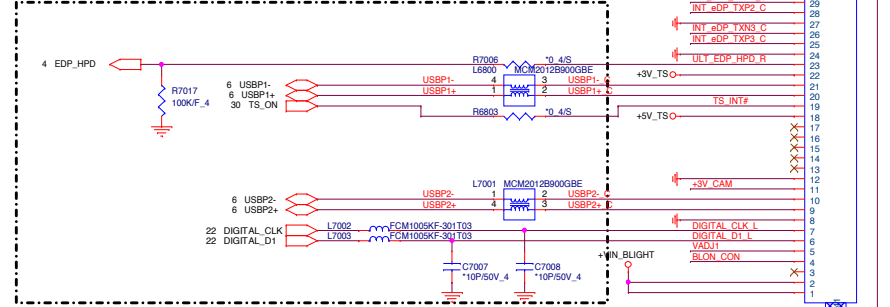 29
INT_eDP_TXP2_C 28
27
INT_eDP_TXN3_C 26
INT_eDP_TXP3_C 25
24
4 EDP_HPD R7006 *0_4/S ULT_EDP_HPD_R 23
L6800 MCM2012B900GBE +3V_TS 22
R7017
100K/F_4
6 USBP1- USBP1- 4 3 USBP1-_C 21
6 USBP1+ USBP1+ 1 2 USBP1+_C 20
30 TS_ON TS_INT# 19
R6803 *0_4/S +5V_TS 18
17
16
15
14
13
12
L7001 MCM2012B900GBE +3V_CAM 11
6 USBP2- USBP2- 1 2 USBP2-_C 10
6 USBP2+ USBP2+ 4 3 USBP2+_C 9
8
22 DIGITAL_CLK L7002 FCM1005KF-301T03 DIGITAL_CLK_L 7
22 DIGITAL_D1 L7003 FCM1005KF-301T03 DIGITAL_D1_L 6
VADJ1 5
+VIN_BLIGHT BLON_CON 4
C7007 C7008 3
*10P/50V_4 *10P/50V_4 2
1